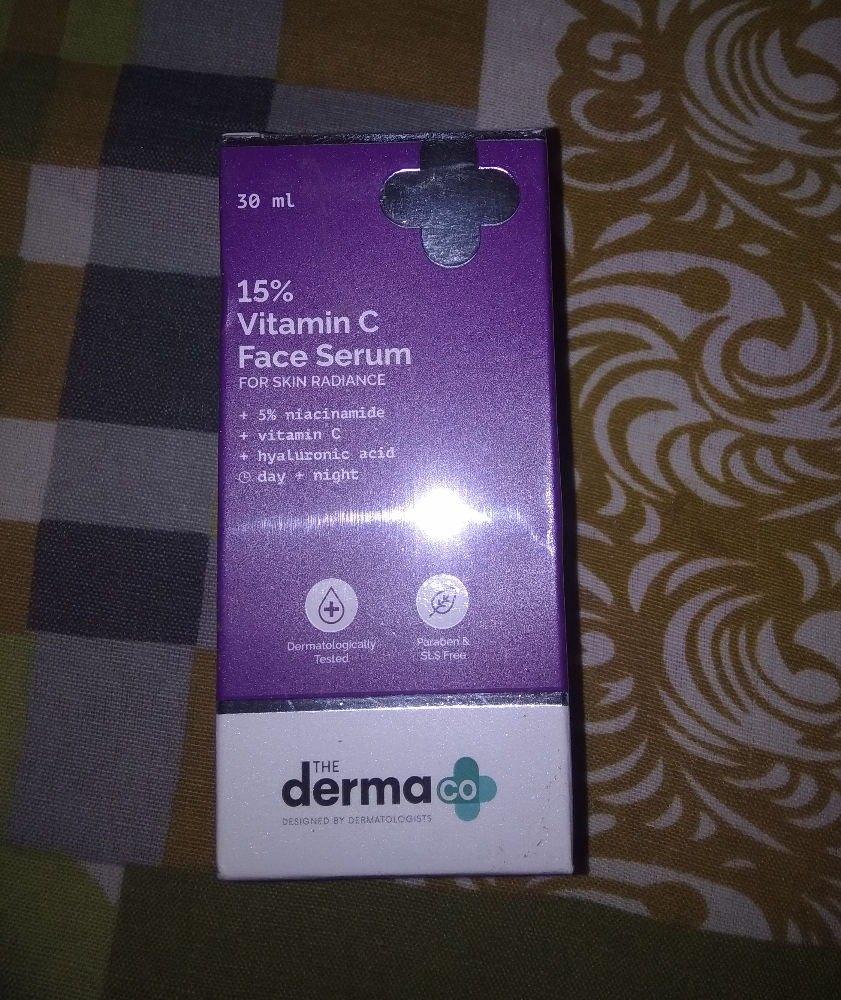 30 ml
15%
Vitamin C
Face Serum
FOR SKIN RADIANCE
+ 5% niacinamide
+ vitamin C
+ hyaluronic acid
day + night
Dermatologically
Tested
Paraben &
SLS Free
THE
derma co
DESIGNED BY DERMATOLOGISTS